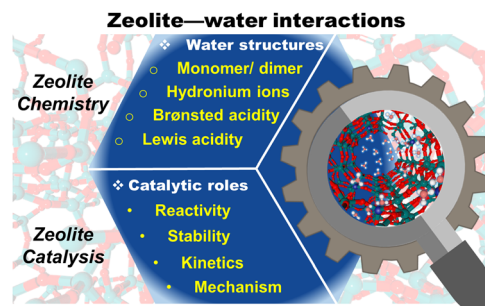 Zeolite—water interactions
❖ Water structures
○ Monomer/ dimer
○ Hydronium ions
○ Brønsted acidity
○ Lewis acidity
Zeolite
Chemistry
❖ Catalytic roles
• Reactivity
• Stability
• Kinetics
• Mechanism
Zeolite
Catalysis